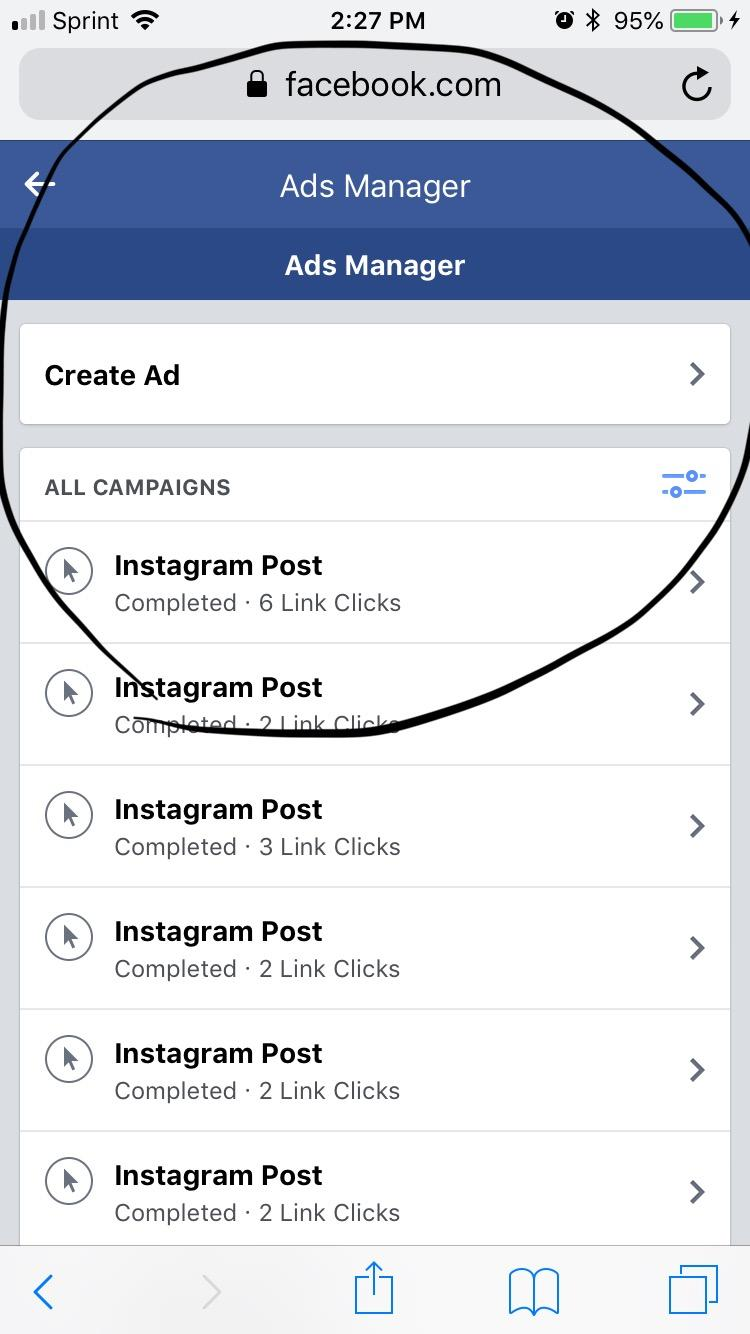 Sprint 2:27 PM 95%
facebook.com
Ads Manager
Ads Manager
Create Ad
ALL CAMPAIGNS
Instagram Post
Completed · 6 Link Clicks
Instagram Post
Completed · 2 Link Clicks
Instagram Post
Completed · 3 Link Clicks
Instagram Post
Completed · 2 Link Clicks
Instagram Post
Completed · 2 Link Clicks
Instagram Post
Completed · 2 Link Clicks